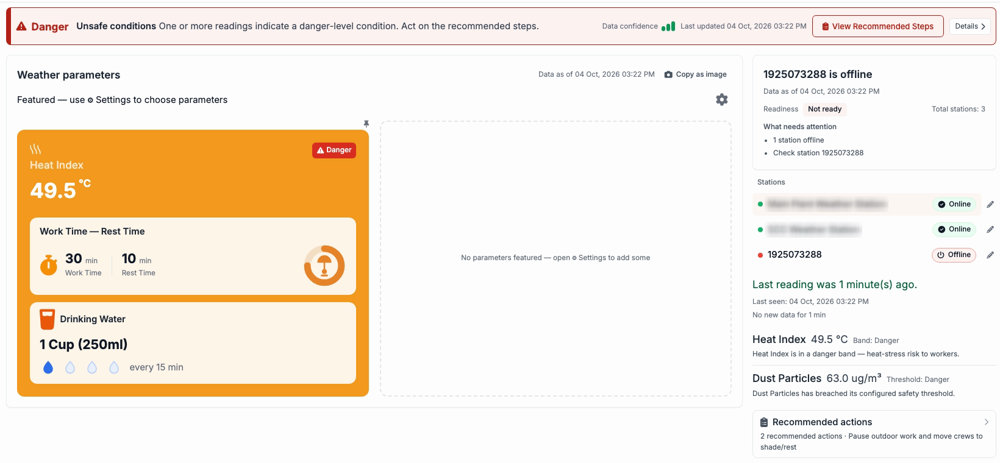 Danger Unsafe conditions One or more readings indicate a danger-level condition. Act on the recommended steps. Data confidence Last updated 04 Oct, 2026 03:22 PM View Recommended Steps Details
Weather parameters Data as of 04 Oct, 2026 03:22 PM Copy as image
Featured — use ⚙ Settings to choose parameters
Danger
Heat Index
49.5 °C
Work Time — Rest Time
30 min 10 min
Work Time Rest Time
Drinking Water
1 Cup (250ml)
every 15 min
No parameters featured — open ⚙ Settings to add some
1925073288 is offline
Data as of 04 Oct, 2026 03:22 PM
Readiness Not ready Total stations: 3
What needs attention
• 1 station offline
• Check station 1925073288
Stations
Online
Online
1925073288 Offline
Last reading was 1 minute(s) ago.
Last seen: 04 Oct, 2026 03:22 PM
No new data for 1 min
Heat Index 49.5 °C Band: Danger
Heat Index is in a danger band — heat-stress risk to workers.
Dust Particles 63.0 ug/m³ Threshold: Danger
Dust Particles has breached its configured safety threshold.
Recommended actions
2 recommended actions · Pause outdoor work and move crews to
shade/rest